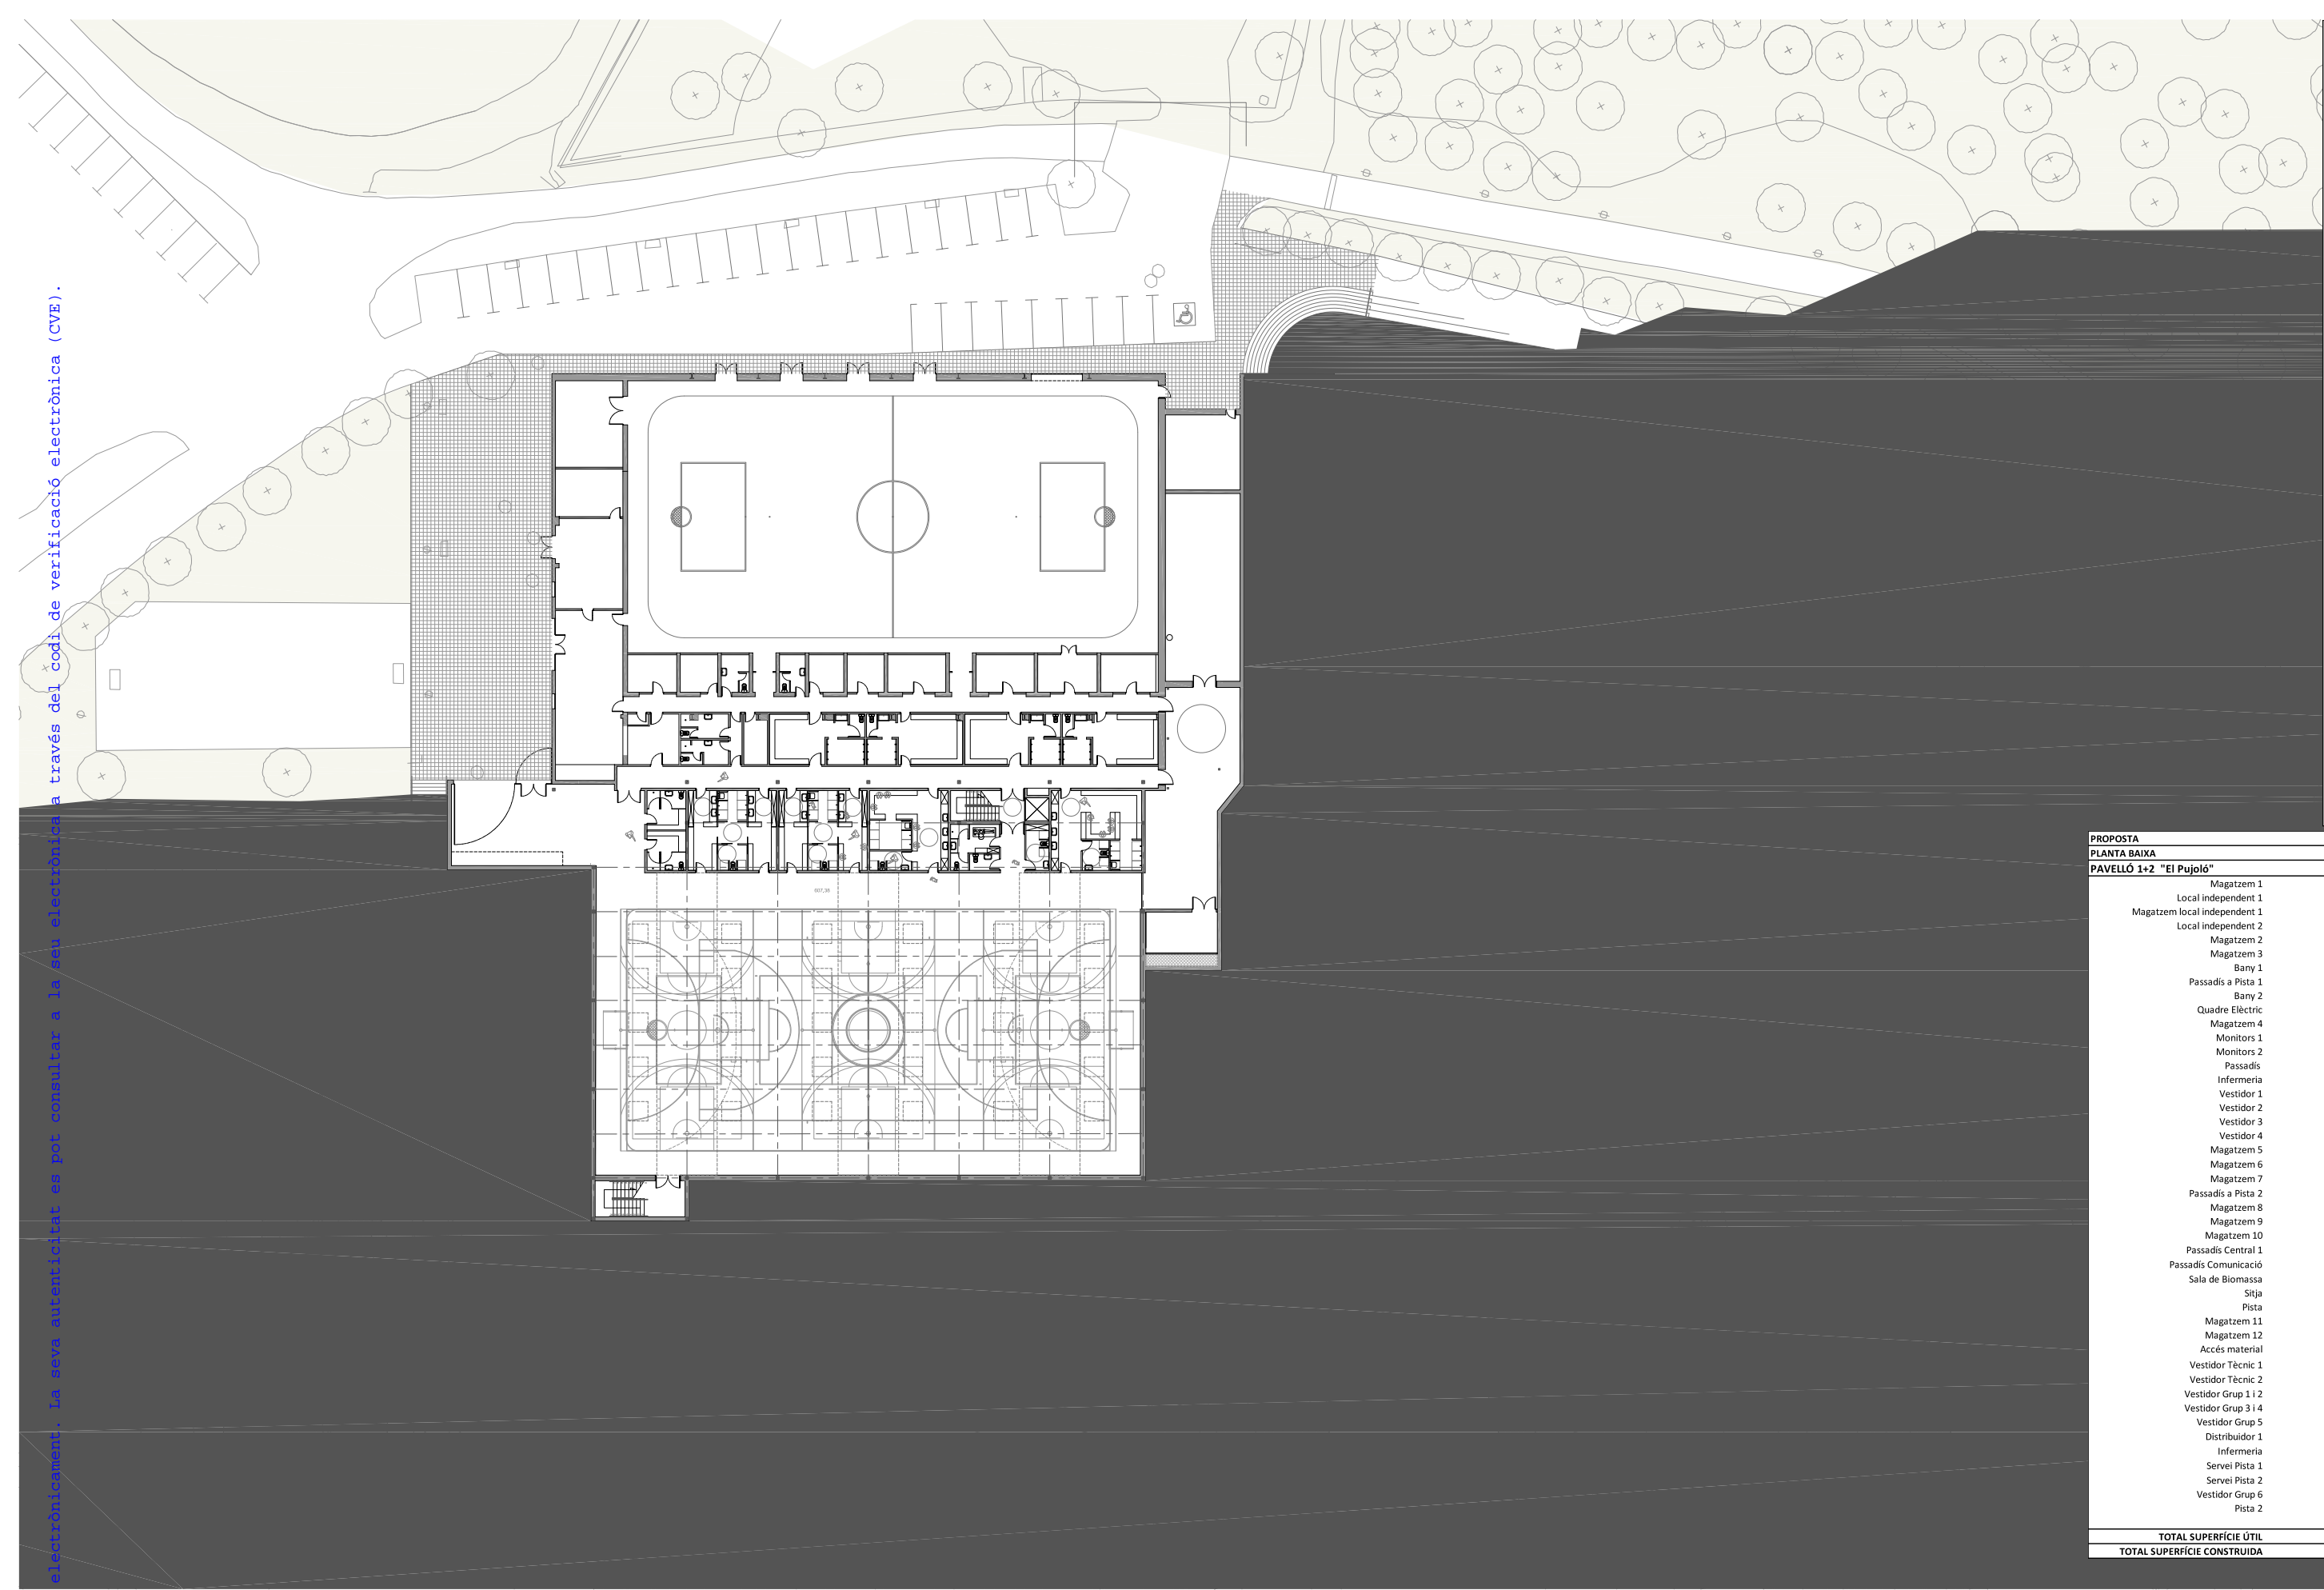 electrònicament. La seva autenticitat es pot consultar a la seu electrònica a través del codi de verificació electrònica (CVE).
607,36
PROPOSTA
PLANTA BAIXA
PAVELLÓ 1+2 "El Pujoló"
Magatzem 1
Local independent 1
Magatzem local independent 1
Local independent 2
Magatzem 2
Magatzem 3
Bany 1
Passadís a Pista 1
Bany 2
Quadre Elèctric
Magatzem 4
Monitors 1
Monitors 2
Passadís
Infermeria
Vestidor 1
Vestidor 2
Vestidor 3
Vestidor 4
Magatzem 5
Magatzem 6
Magatzem 7
Passadís a Pista 2
Magatzem 8
Magatzem 9
Magatzem 10
Passadís Central 1
Passadís Comunicació
Sala de Biomassa
Sitja
Pista
Magatzem 11
Magatzem 12
Accés material
Vestidor Tècnic 1
Vestidor Tècnic 2
Vestidor Grup 1 i 2
Vestidor Grup 3 i 4
Vestidor Grup 5
Distribuidor 1
Infermeria
Servei Pista 1
Servei Pista 2
Vestidor Grup 6
Pista 2
TOTAL SUPERFÍCIE ÚTIL
TOTAL SUPERFÍCIE CONSTRUIDA